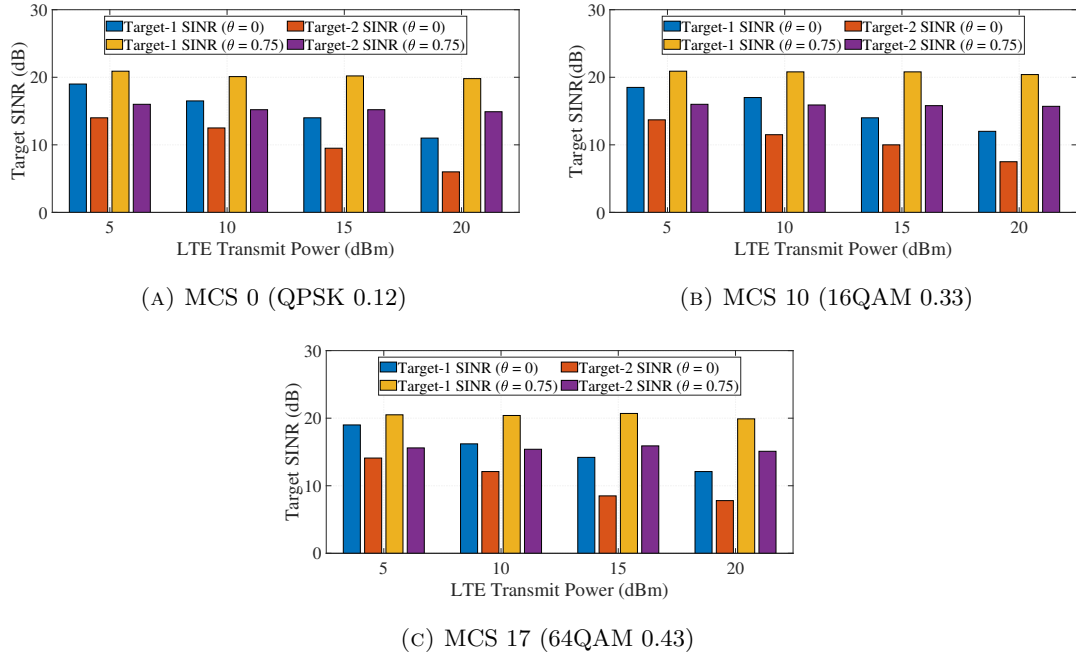 30
20
10
0
Target SINR (dB)
Target-1 SINR (θ = 0) Target-2 SINR (θ = 0)
Target-1 SINR (θ = 0.75) Target-2 SINR (θ = 0.75)
5 10 15 20
LTE Transmit Power (dBm)
(A) MCS 0 (QPSK 0.12)
30
20
10
0
Target SINR(dB)
Target-1 SINR (θ = 0) Target-2 SINR (θ = 0)
Target-1 SINR (θ = 0.75) Target-2 SINR (θ = 0.75)
5 10 15 20
LTE Transmit Power (dBm)
(B) MCS 10 (16QAM 0.33)
30
20
10
0
Target SINR (dB)
Target-1 SINR (θ = 0) Target-2 SINR (θ = 0)
Target-1 SINR (θ = 0.75) Target-2 SINR (θ = 0.75)
5 10 15 20
LTE Transmit Power (dBm)
(C) MCS 17 (64QAM 0.43)